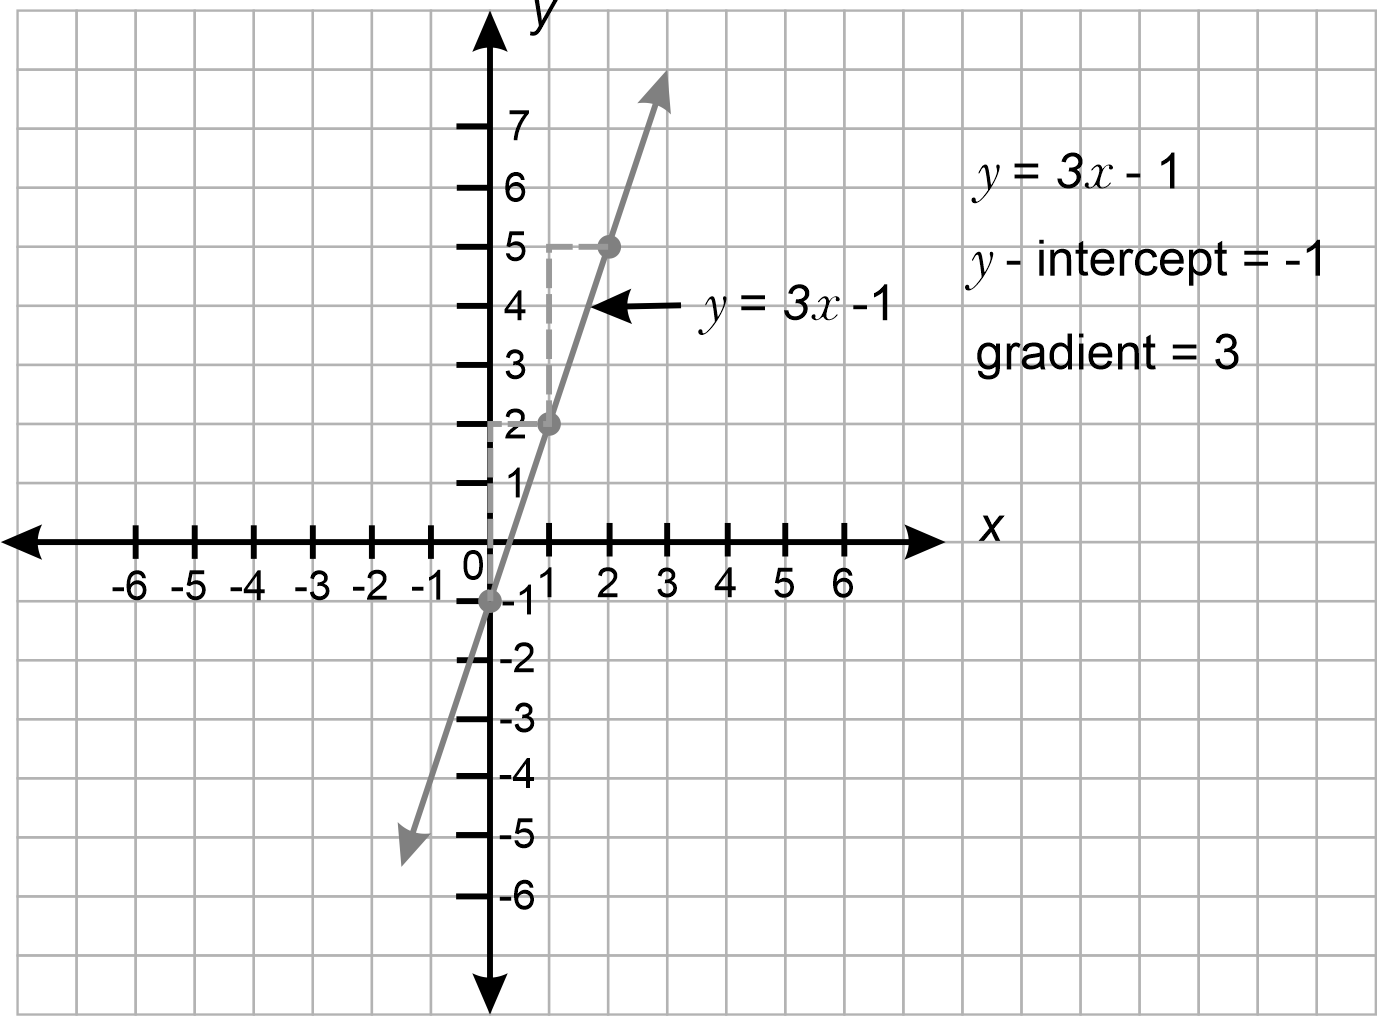 y
7
6
5
4
3
2
1
0
x
-6 -5 -4 -3 -2 -1 1 2 3 4 5 6
-1
-2
-3
-4
-5
-6
y = 3x -1
y = 3x - 1
y - intercept = -1
gradient = 3